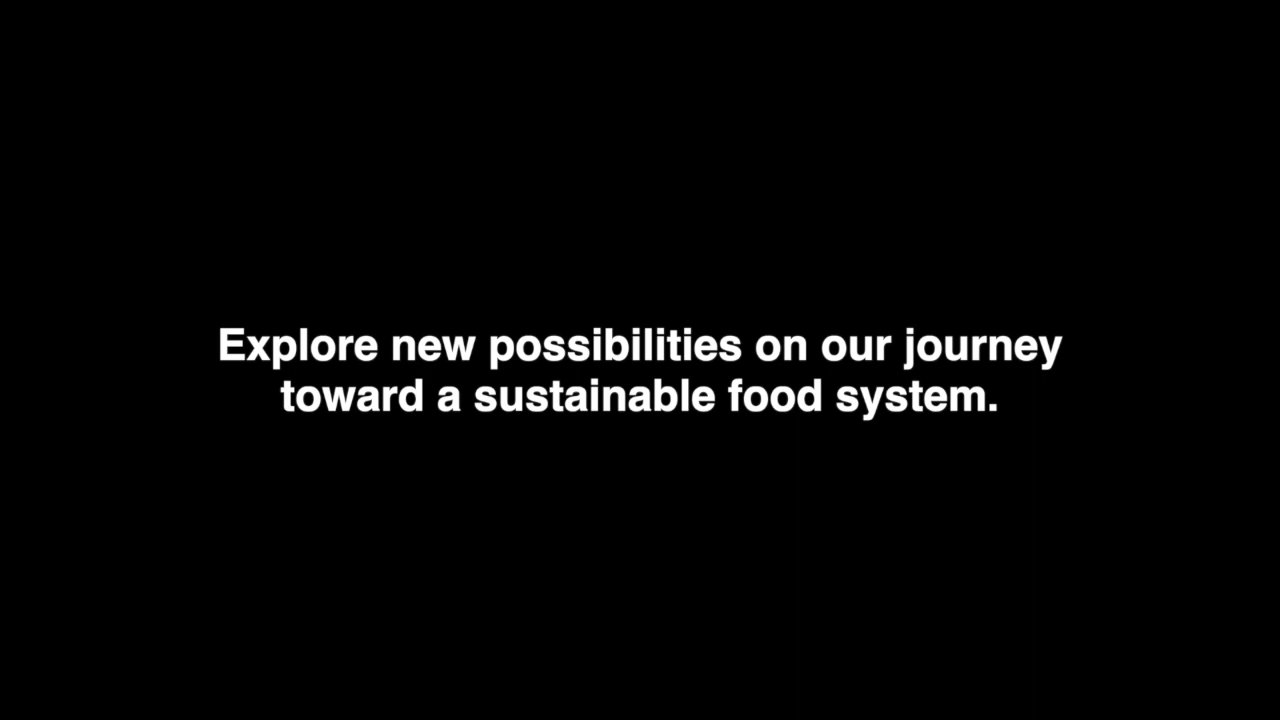 Explore new possibilities on our journey
toward a sustainable food system.